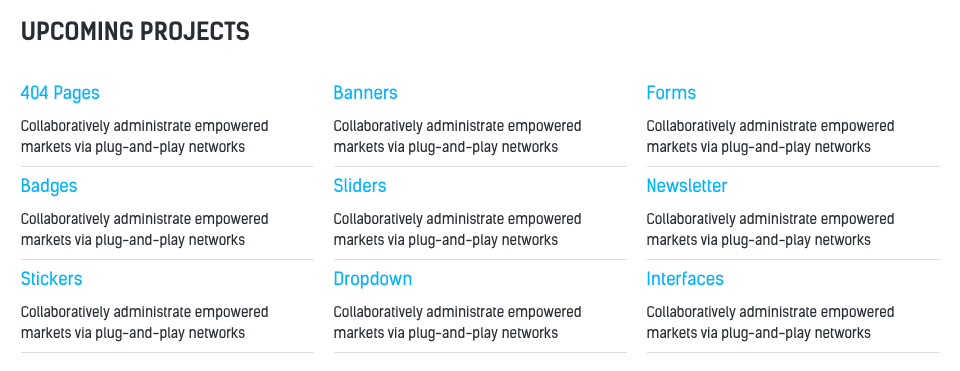 UPCOMING PROJECTS
404 Pages
Collaboratively administrate empowered
markets via plug-and-play networks
Banners
Collaboratively administrate empowered
markets via plug-and-play networks
Forms
Collaboratively administrate empowered
markets via plug-and-play networks
Badges
Collaboratively administrate empowered
markets via plug-and-play networks
Sliders
Collaboratively administrate empowered
markets via plug-and-play networks
Newsletter
Collaboratively administrate empowered
markets via plug-and-play networks
Stickers
Collaboratively administrate empowered
markets via plug-and-play networks
Dropdown
Collaboratively administrate empowered
markets via plug-and-play networks
Interfaces
Collaboratively administrate empowered
markets via plug-and-play networks